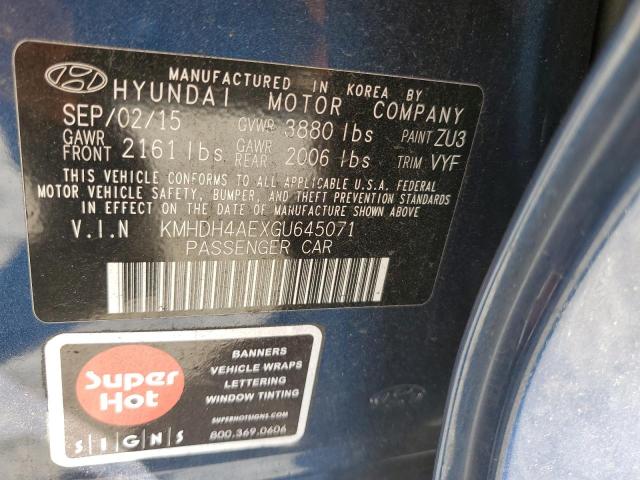 MANUFACTURED IN KOREA BY
HYUNDAI MOTOR COMPANY
SEP/02/15 GVWR 3880 lbs PAINT ZU3
GAWR FRONT 2161 lbs GAWR REAR 2006 lbs TRIM VYF
THIS VEHICLE CONFORMS TO ALL APPLICABLE U.S.A. FEDERAL
MOTOR VEHICLE SAFETY, BUMPER, AND THEFT PREVENTION STANDARDS
IN EFFECT ON THE DATE OF MANUFACTURE SHOWN ABOVE
V.I.N KMHDH4AEXGU645071
PASSENGER CAR
Super
Hot
SIGNS
BANNERS
VEHICLE WRAPS
LETTERING
WINDOW TINTING
SUPERHOTSIGNS.COM
800.369.0606